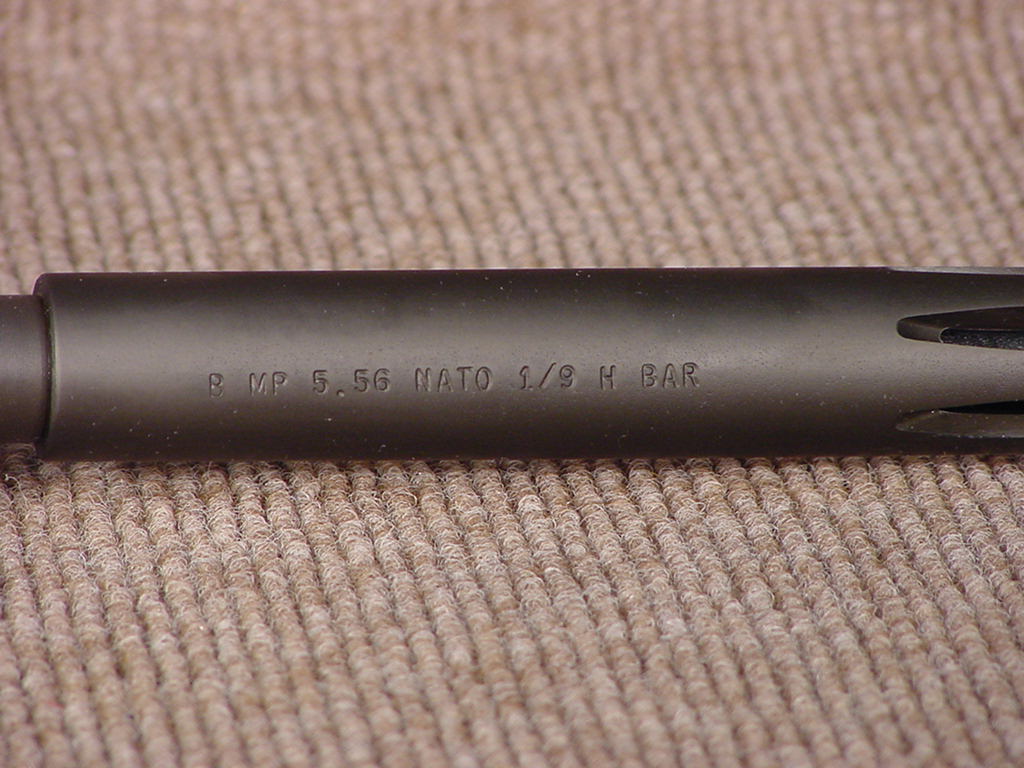 B MP 5.56 NATO 1/9 H BAR